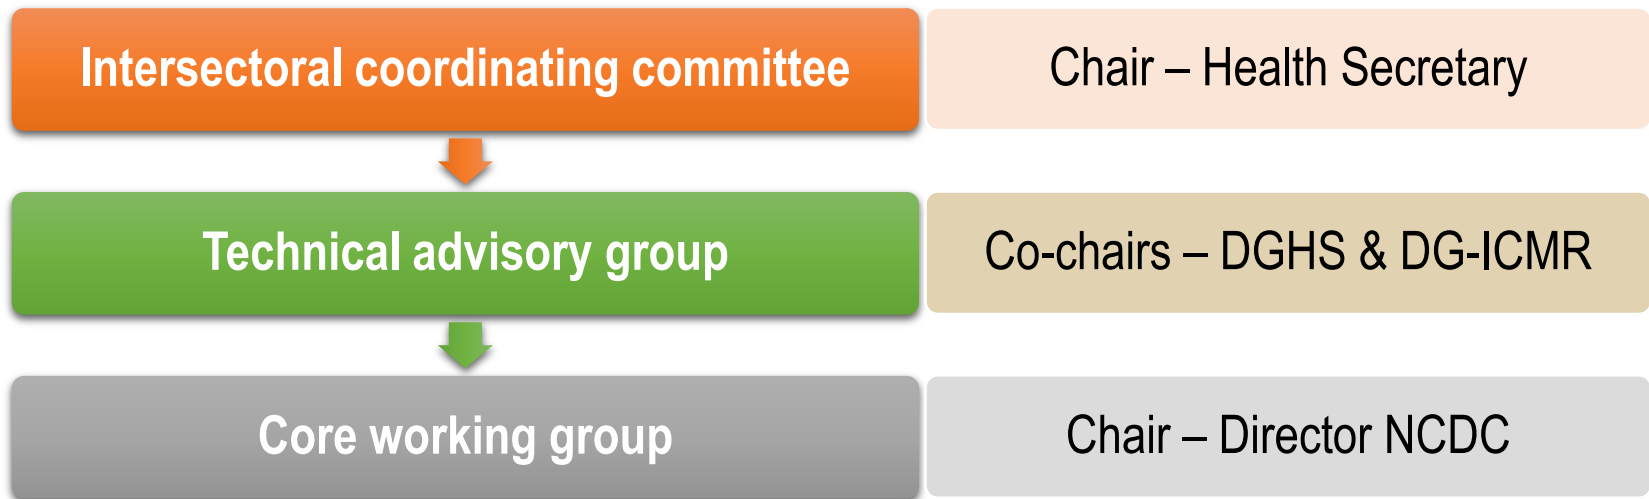 Intersectoral coordinating committee
Chair – Health Secretary
Technical advisory group
Co-chairs – DGHS & DG-ICMR
Core working group
Chair – Director NCDC